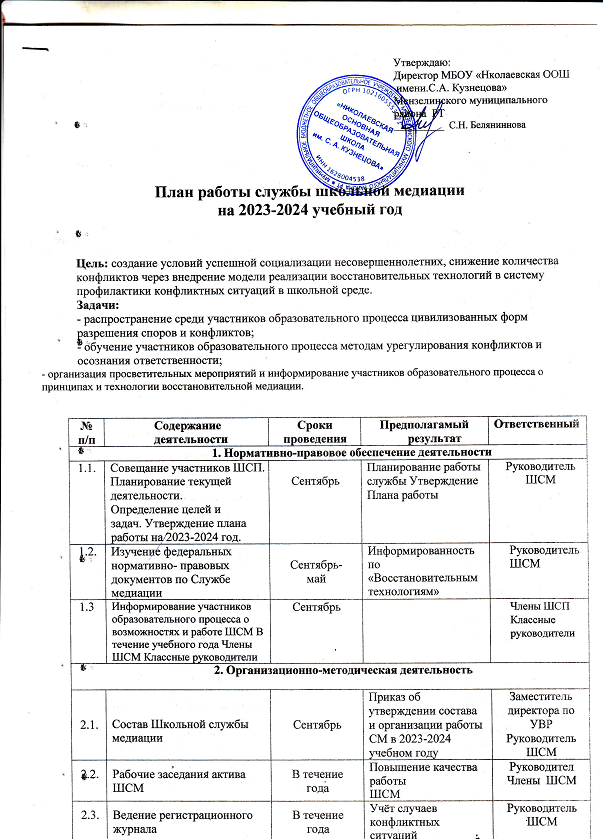 Утверждаю:
Директор МБОУ «Нколаевская ООШ
имени.С.А. Кузнецова»
Мензелинского муниципального
района РТ
С.Н. Беляниннова
ОГРН
«НИКОЛАЕВСКАЯ
ОСНОВНАЯ
ОБЩЕОБРАЗОВАТЕЛЬНАЯ
ШКОЛА
им. С. А. КУЗНЕЦОВА»
ИНН 1628004538
План работы службы школьной медиации
на 2023-2024 учебный год
Цель: создание условий успешной социализации несовершеннолетних, снижение количества
конфликтов через внедрение модели реализации восстановительных технологий в систему
профилактики конфликтных ситуаций в школьной среде.
Задачи:
- распространение среди участников образовательного процесса цивилизованных форм
разрешения споров и конфликтов;
- обучение участников образовательного процесса методам урегулирования конфликтов и
осознания ответственности;
- организация просветительных мероприятий и информирование участников образовательного процесса о
принципах и технологии восстановительной медиации.
№ п/п Содержание деятельности Сроки проведения Предполагамый результат Ответственный
1. Нормативно-правовое обеспечение деятельности
1.1. Совещание участников ШСП. Сентябрь Планирование работы Руководитель
Планирование текущей службы Утверждение ШСМ
деятельности. Плана работы
Определение целей и
задач. Утверждение плана
работы на 2023-2024 год.
1.2. Изучение федеральных Сентябрь- Информированность Руководитель
нормативно- правовых май по ШСМ
документов по Службе «Восстановительным
медиации технологиям»
1.3 Информирование участников Сентябрь Члены ШСП
образовательного процесса о Классные
возможностях и работе ШСМ В руководители
течение учебного года Члены
ШСМ Классные руководители
2. Организационно-методическая деятельность
2.1. Состав Школьной службы Сентябрь Приказ об Заместитель
медиации утверждении состава директора по
и организации работы УВР
СМ в 2023-2024 Руководитель
учебном году ШСМ
2.2. Рабочие заседания актива В течение Повышение качества Руководител
ШСМ года работы Члены ШСМ
ШСМ
2.3. Ведение регистрационного В течение Учёт случаев Руководитель
журнала года конфликтных ШСМ
ситуаций